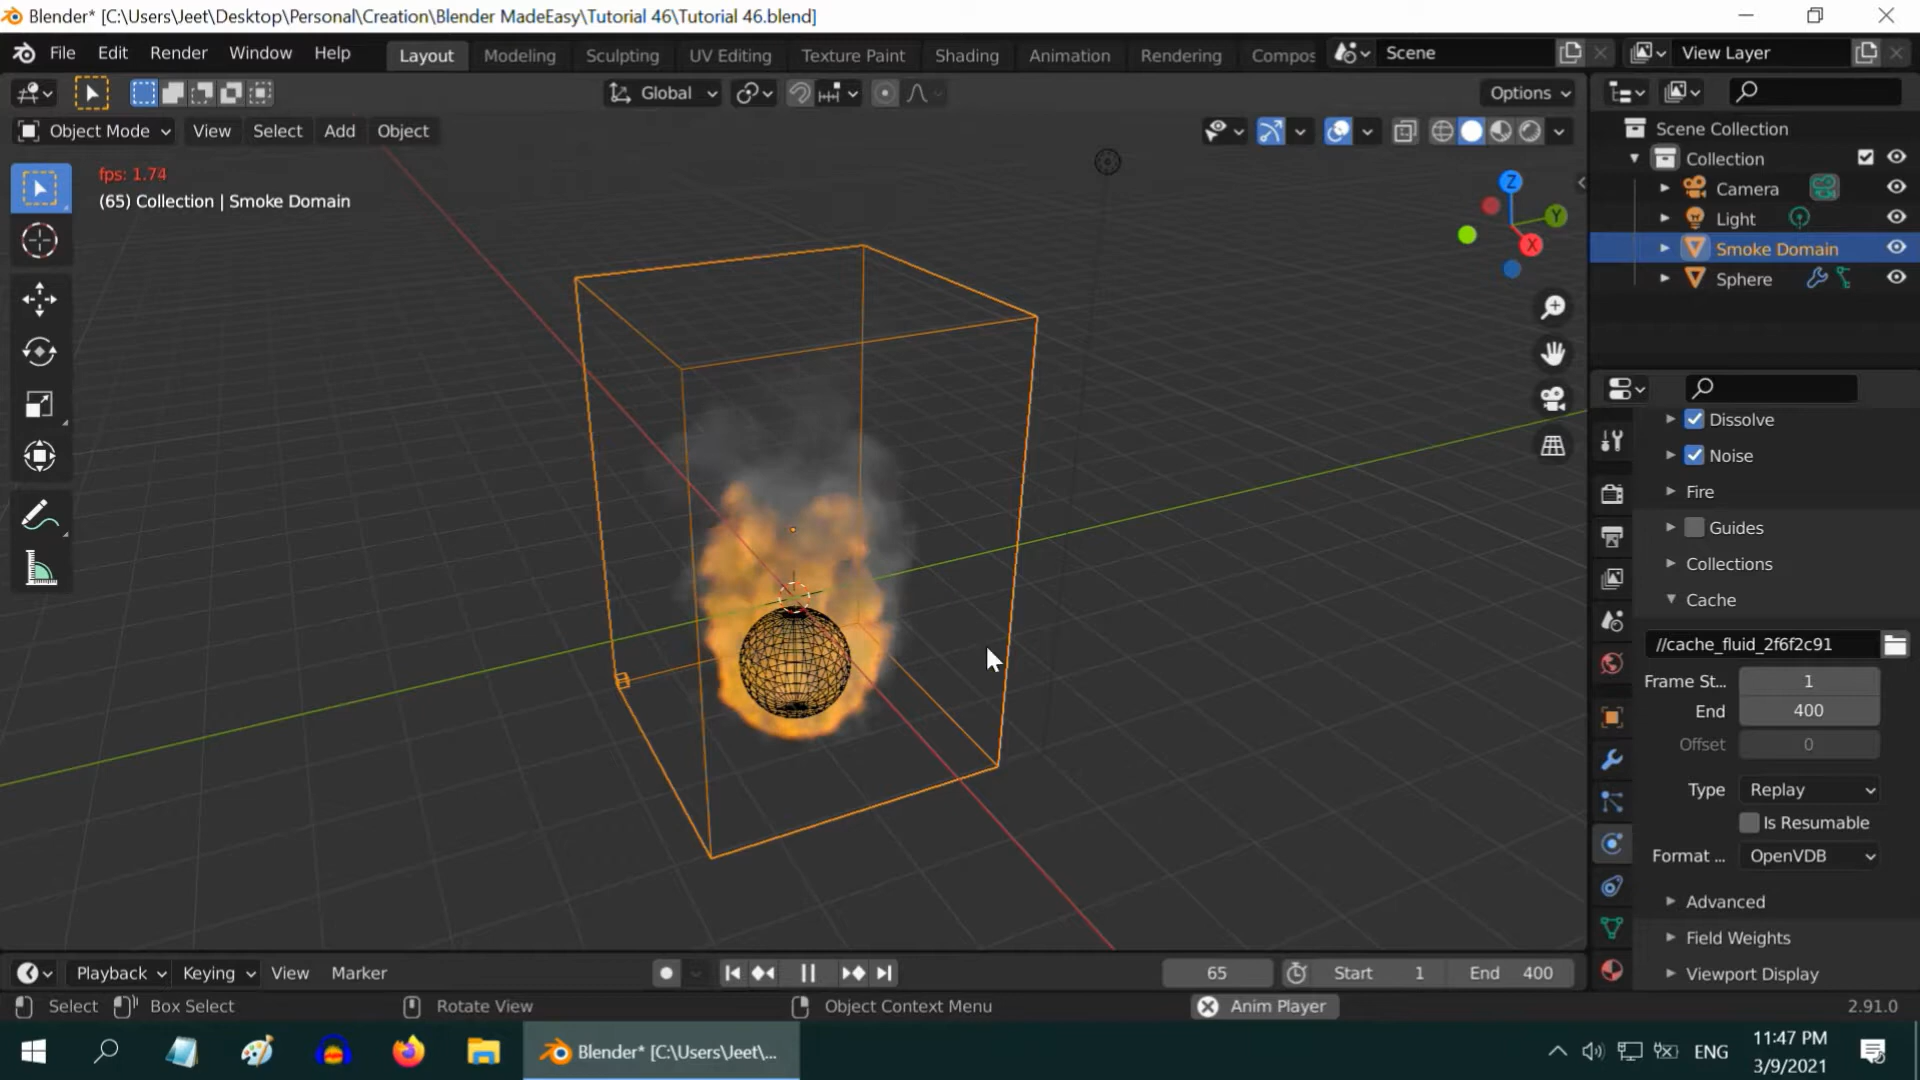 Blender* [C:\Users\Jeet\Desktop\Personal\Creation\Blender MadeEasy\Tutorial 46\Tutorial 46.blend]
File Edit Render Window Help Layout Modeling Sculpting UV Editing Texture Paint Shading Animation Rendering Compos Scene View Layer
Global Options
Object Mode View Select Add Object
fps: 1.74
(65) Collection | Smoke Domain
Z
Y
X
Scene Collection
Collection
Camera
Light
Smoke Domain
Sphere
Dissolve
Noise
Fire
Guides
Collections
Cache
//cache_fluid_2f6f2c91
Frame St... 1
End 400
Offset 0
Type Replay
Is Resumable
Format ... OpenVDB
Advanced
Field Weights
Viewport Display
Playback Keying View Marker 65 Start 1 End 400
Select Box Select Rotate View Object Context Menu Anim Player 2.91.0
Blender* [C:\Users\Jeet\... ENG 11:47 PM
3/9/2021